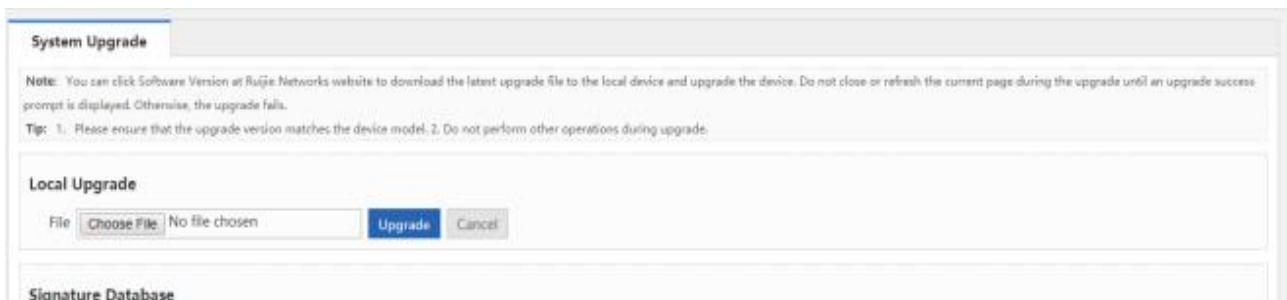 System Upgrade
Note: You can click Software Version at Ruijie Networks website to download the latest upgrade file to the local device and upgrade the device. Do not close or refresh the current page during the upgrade until an upgrade success
prompt is displayed. Otherwise, the upgrade fails.
Tip: 1. Please ensure that the upgrade version matches the device model. 2. Do not perform other operations during upgrade.
Local Upgrade
File Choose File No file chosen Upgrade Cancel
Signature Database